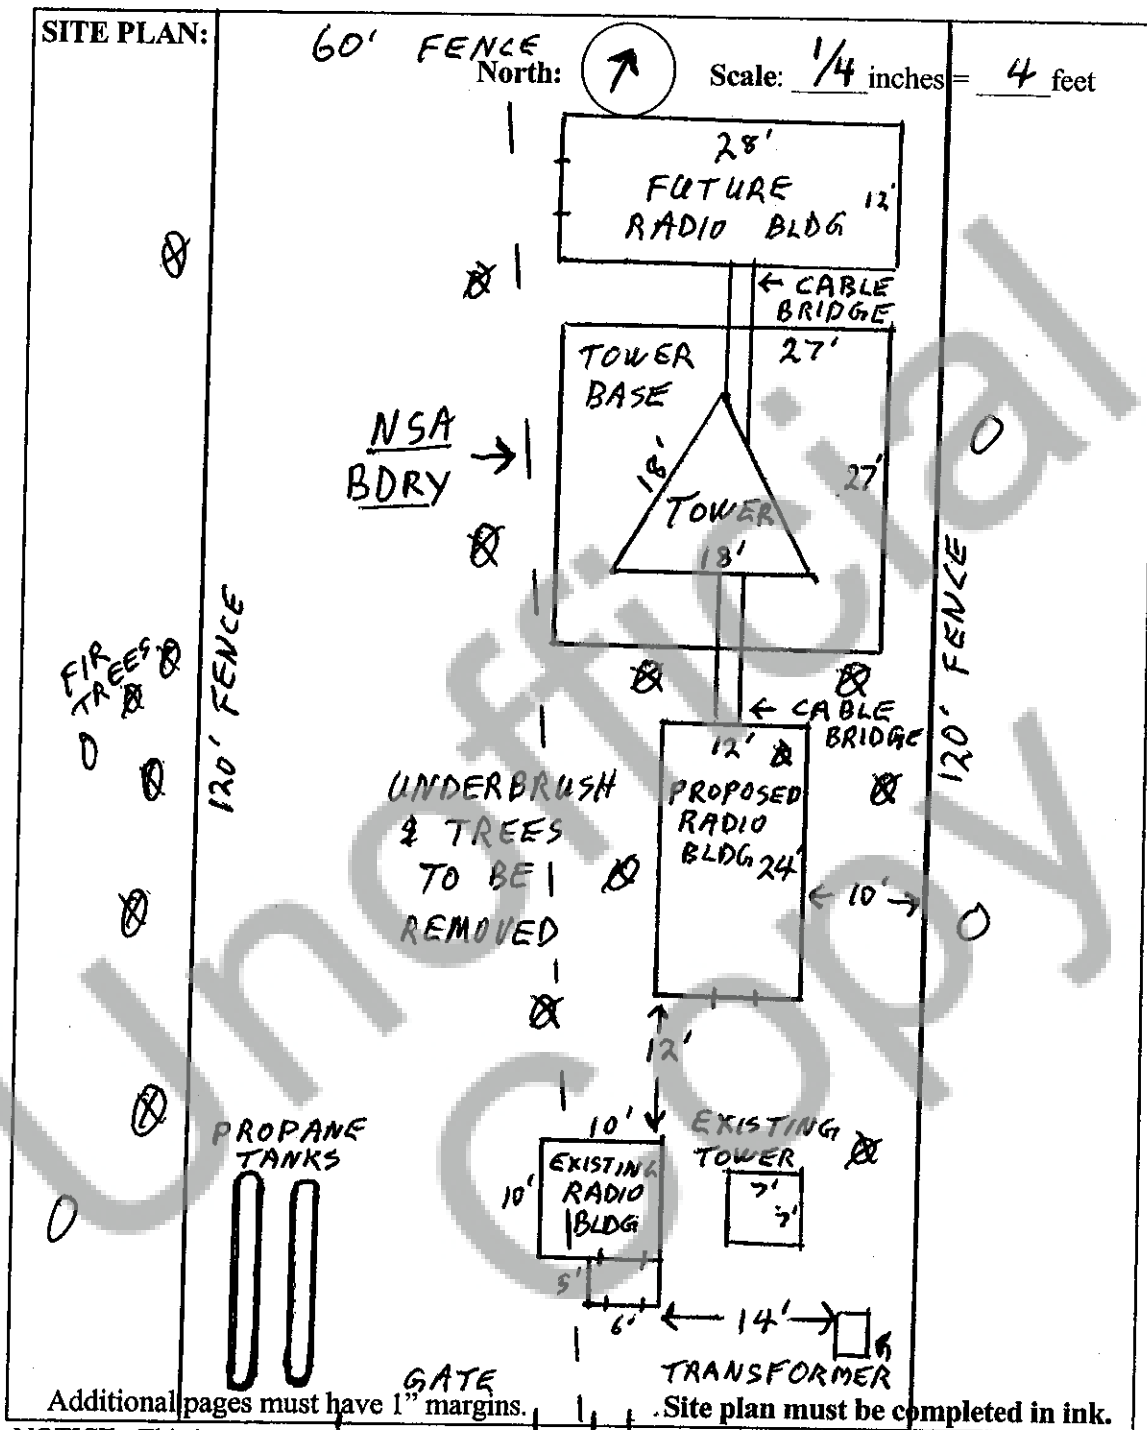 SITE PLAN:
60' FENCE
North:
Scale: 1/4 inches = 4 feet
28'
FUTURE
RADIO BLDG
12'
← CABLE
BRIDGE
TOWER
BASE
27'
NSA →
BDRY
18'
27'
TOWER
18'
120' FENCE
120' FENCE
FIR
TREES
← CABLE
BRIDGE
12'
UNDERBRUSH
& TREES
TO BE
REMOVED
PROPOSED
RADIO
BLDG 24'
← 10' →
12'
PROPANE
TANKS
10'
EXISTING
TOWER
10'
EXISTING
RADIO
BLDG
7'
7'
5'
6'
← 14' →
GATE
TRANSFORMER
Additional pages must have 1” margins.
Site plan must be completed in ink.
Unofficial
Copy